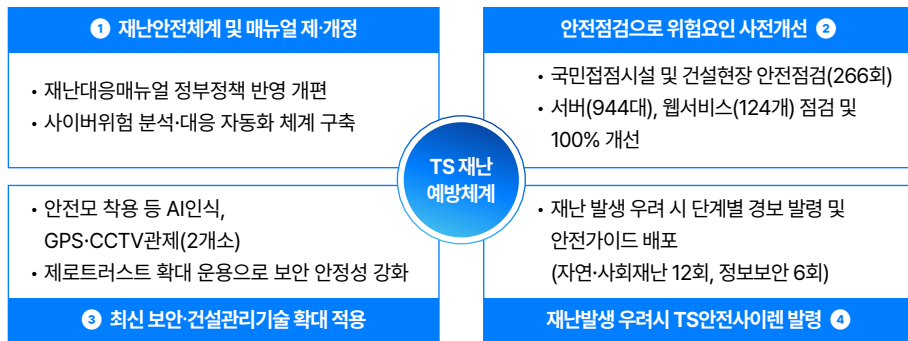 ❶ 재난안전체계 및 매뉴얼 제·개정
• 재난대응매뉴얼 정부정책 반영 개편
• 사이버위험 분석·대응 자동화 체계 구축
안전점검으로 위험요인 사전개선 ❷
• 국민접점시설 및 건설현장 안전점검(266회)
• 서버(944대), 웹서비스(124개) 점검 및
100% 개선
TS 재난
예방체계
• 안전모 착용 등 AI인식,
GPS·CCTV관제(2개소)
• 제로트러스트 확대 운용으로 보안 안정성 강화
❸ 최신 보안·건설관리기술 확대 적용
• 재난 발생 우려 시 단계별 경보 발령 및
안전가이드 배포
(자연·사회재난 12회, 정보보안 6회)
재난발생 우려시 TS안전사이렌 발령 ❹